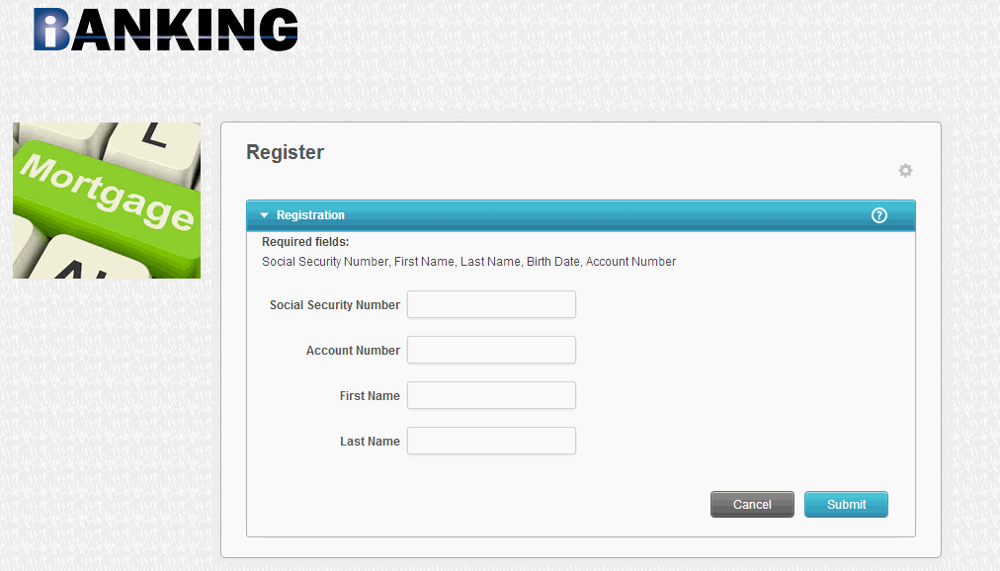 iBANKING
L
Mortgage
Register
Registration
?
Required fields:
Social Security Number, First Name, Last Name, Birth Date, Account Number
Social Security Number
Account Number
First Name
Last Name
Cancel
Submit